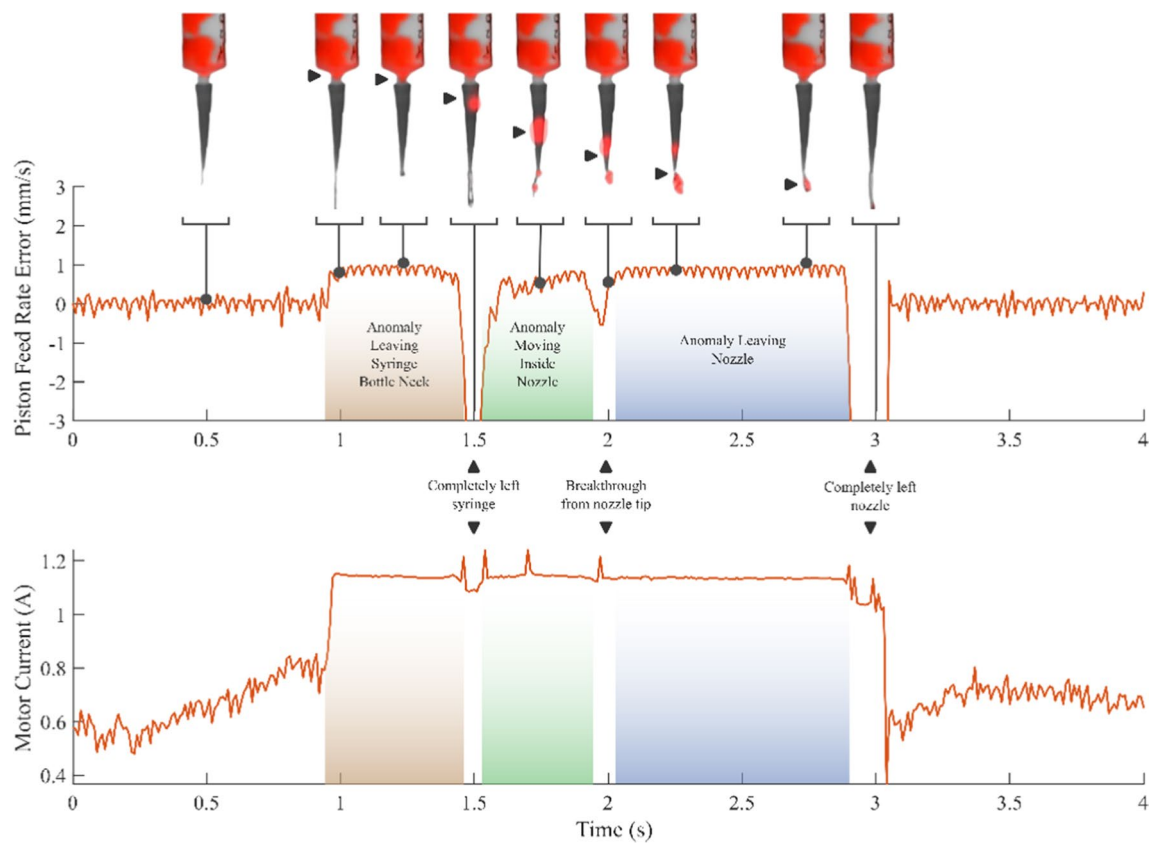 Piston Feed Rate Error (mm/s)
3
2
1
0
-1
-2
-3
Anomaly
Leaving
Syringe
Bottle Neck
Anomaly
Moving
Inside
Nozzle
Anomaly Leaving
Nozzle
0
0.5
1
1.5
2
2.5
3
3.5
4
Completely left
syringe
Breakthrough
from nozzle tip
Completely left
nozzle
Motor Current (A)
1.2
1
0.8
0.6
0.4
0
0.5
1
1.5
2
2.5
3
3.5
4
Time (s)